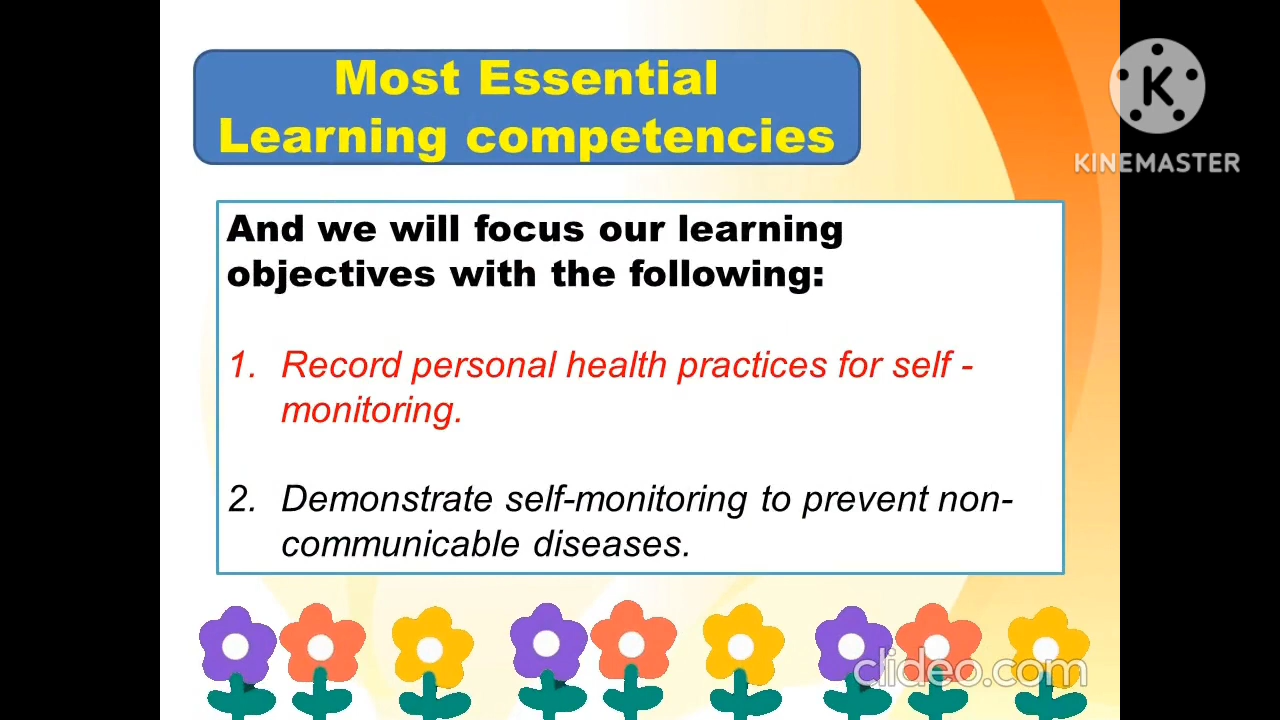 Most Essential
Learning competencies
K
KINEMASTER
And we will focus our learning
objectives with the following:
1. Record personal health practices for self -
monitoring.
2. Demonstrate self-monitoring to prevent non-
communicable diseases.
clideo.com